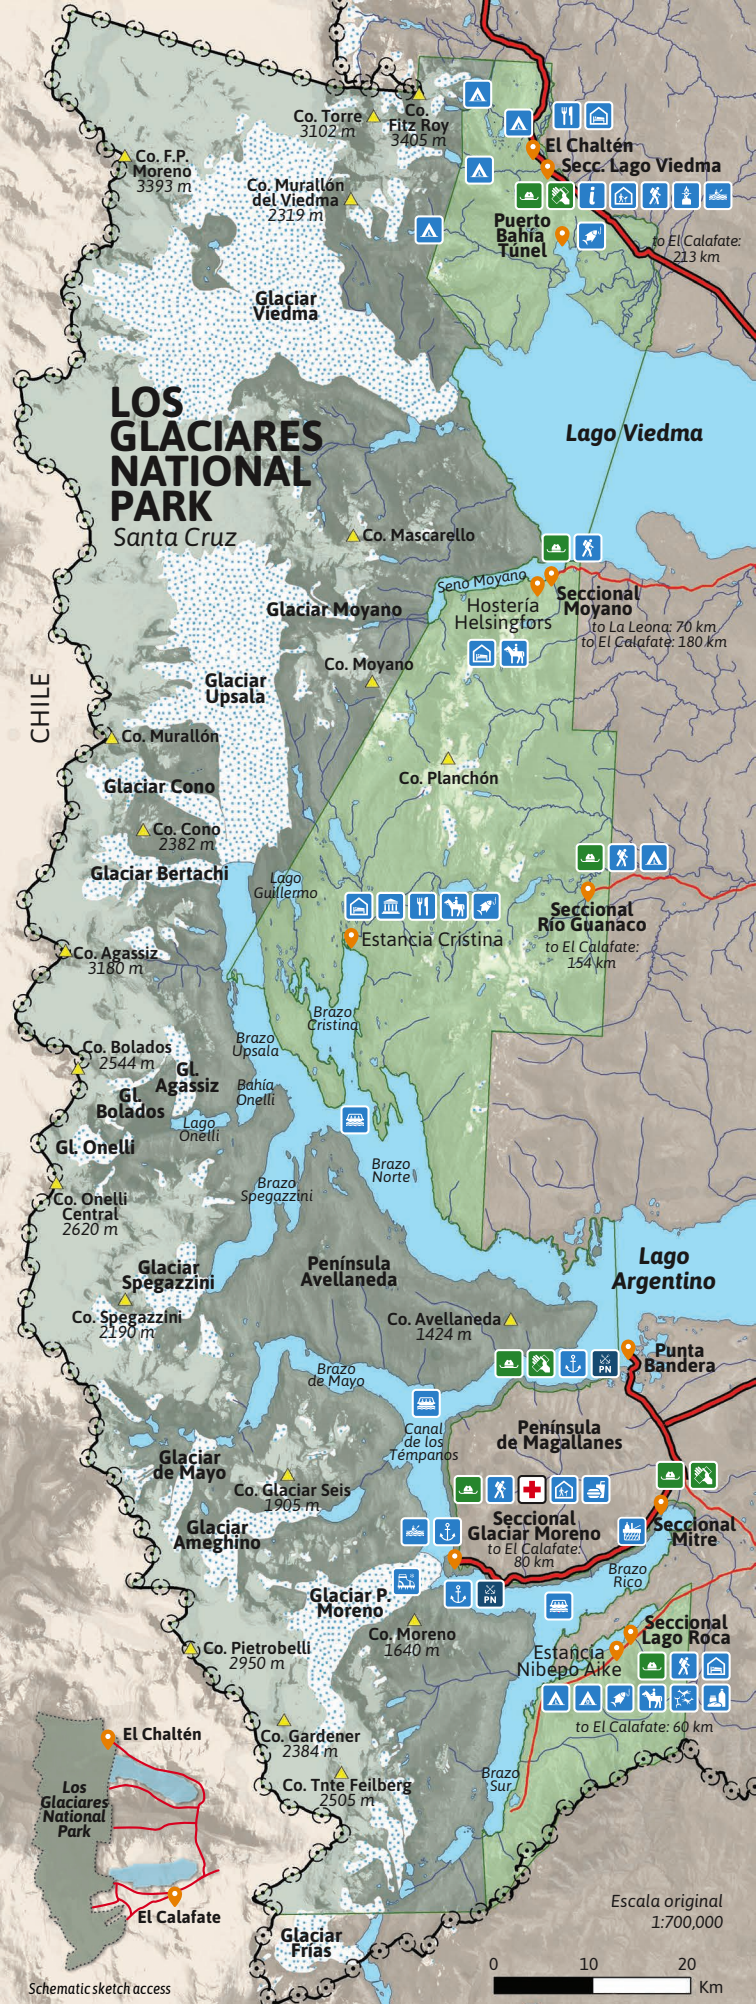 Co. Torre
3102 m
Co.
Fitz Roy
3405 m
El Chaltén
Secc. Lago Viedma
i
Co. F.P.
Moreno
3393 m
Co. Murallón
del Viedma
2319 m
Puerto
Bahía
Túnel
to El Calafate:
213 km
Glaciar
Viedma
LOS
GLACIARES
NATIONAL
PARK
Santa Cruz
Lago Viedma
Co. Mascarello
Seno Moyano
Seccional
Moyano
Hostería
Helsingfors
to La Leona: 70 km
to El Calafate: 180 km
Glaciar Moyano
Co. Moyano
Glaciar
Upsala
CHILE
Co. Murallón
Co. Planchón
Glaciar Cono
Co. Cono
2382 m
Glaciar Bertachi
Lago
Guillermo
Seccional
Río Guanaco
to El Calafate:
154 km
Estancia Cristina
Co. Agassiz
3180 m
Brazo
Cristina
Brazo
Upsala
Co. Bolados
2544 m
Gl.
Agassiz
Bahía
Onelli
Gl.
Bolados
Lago
Onelli
Gl. Onelli
Brazo
Norte
Brazo
Spegazzini
Co. Onelli
Central
2620 m
Península
Avellaneda
Lago
Argentino
Glaciar
Spegazzini
Co. Spegazzini
2190 m
Co. Avellaneda
1424 m
PN
Punta
Bandera
Brazo
de Mayo
Canal
de los
Témpanos
Península
de Magallanes
Glaciar
de Mayo
Co. Glaciar Seis
1905 m
Seccional
Glaciar Moreno
to El Calafate:
80 km
Seccional
Mitre
Glaciar
Ameghino
Brazo
Rico
PN
Glaciar P.
Moreno
Co. Moreno
1640 m
Seccional
Lago Roca
Estancia
Nibepo Aike
Co. Pietrobelli
2950 m
to El Calafate: 60 km
Co. Gardener
2384 m
Brazo
Sur
Co. Tnte Feilberg
2505 m
El Chaltén
Los
Glaciares
National
Park
El Calafate
Schematic sketch access
Glaciar
Frías
Escala original
1:700,000
0 10 20
Km